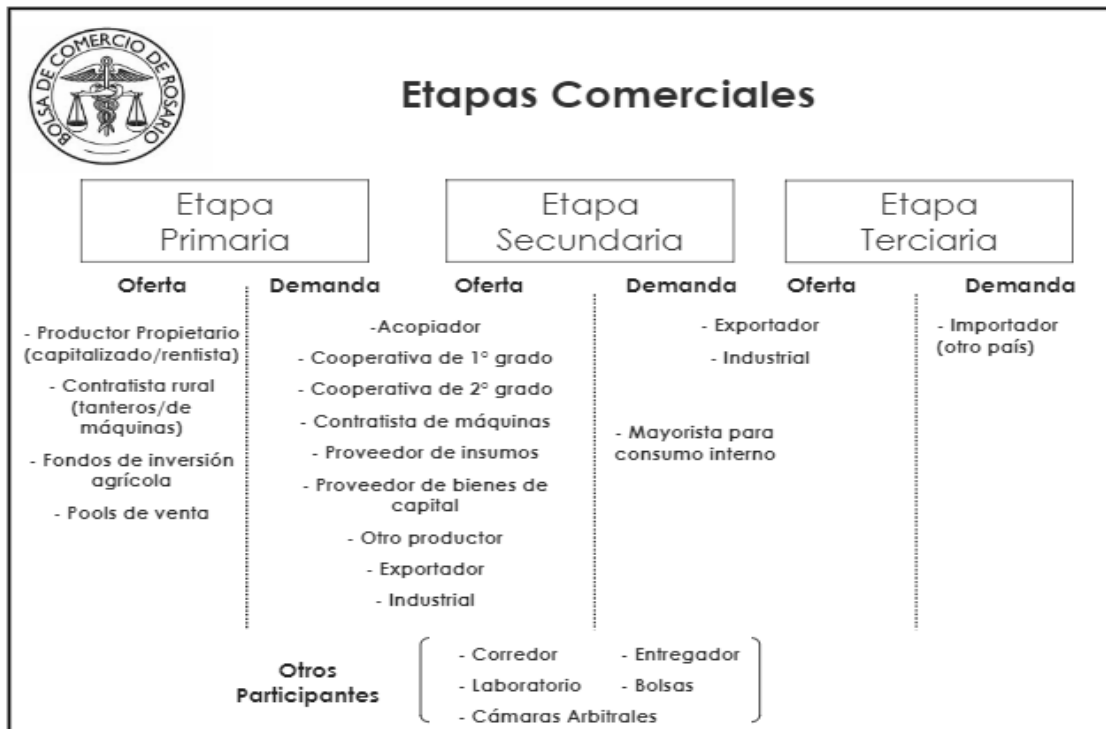 BOLSA DE COMERCIO DE ROSARIO
Etapas Comerciales
Etapa
Primaria
Etapa
Secundaria
Etapa
Terciaria
Oferta
Demanda
Oferta
Demanda
Oferta
Demanda
- Productor Propietario
(capitalizado/rentista)
- Contratista rural
(tanteros/de
máquinas)
- Fondos de inversión
agrícola
- Pools de venta
-Acopiador
- Cooperativa de 1° grado
- Cooperativa de 2° grado
- Contratista de máquinas
- Proveedor de insumos
- Proveedor de bienes de
capital
- Otro productor
- Exportador
- Industrial
- Exportador
- Industrial
- Mayorista para
consumo interno
- Importador
(otro país)
Otros
Participantes
- Corredor
- Entregador
- Laboratorio
- Bolsas
- Cámaras Arbitrales